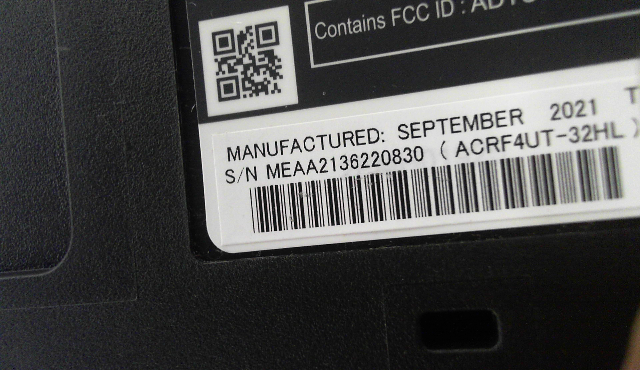 Contains FCC ID :
MANUFACTURED: SEPTEMBER 2021
S/N MEAA2136220830 ( ACRF4UT-32HL )